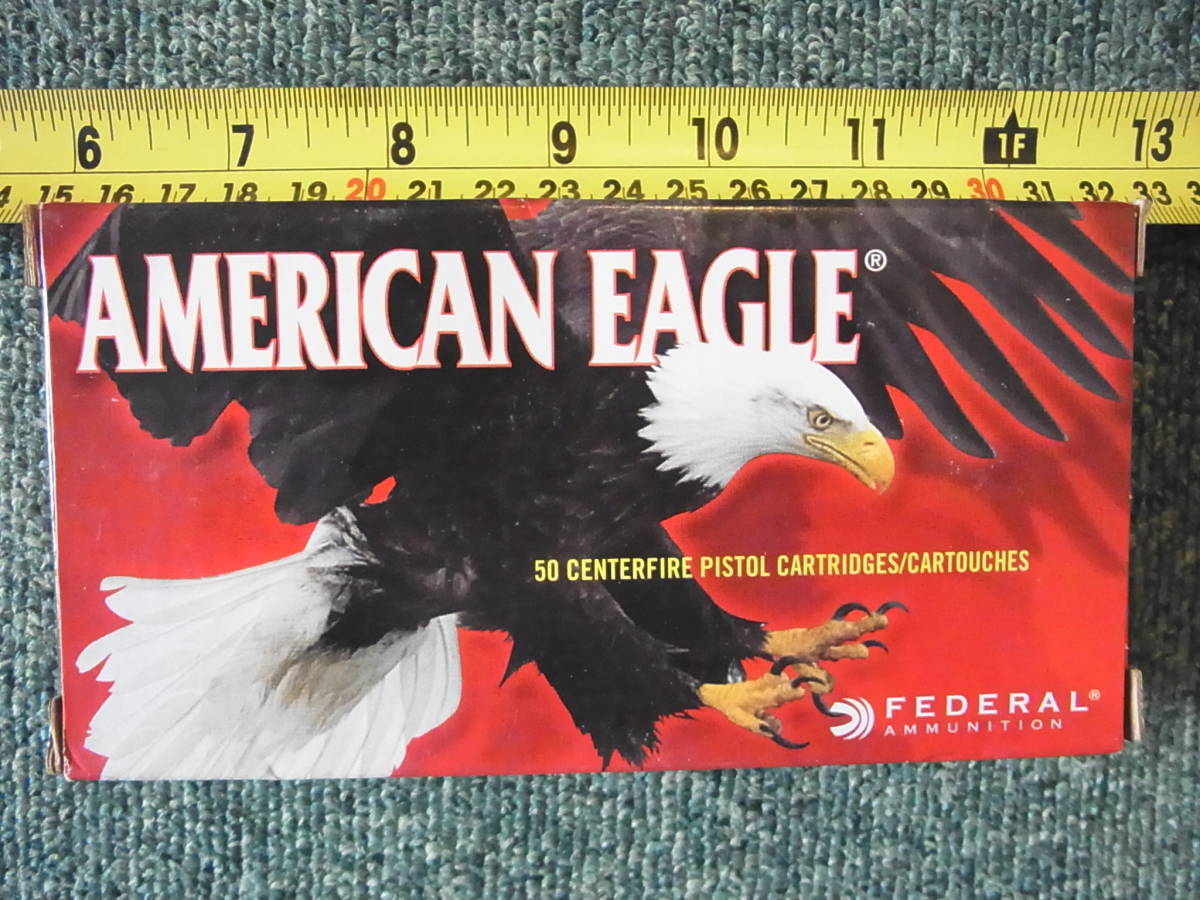 6 7 8 9 10 11 1F 13
15 16 17 18 19 20 21 22 23 24 25 26 27 28 29 30 31 32 33
AMERICAN EAGLE®
50 CENTERFIRE PISTOL CARTRIDGES/CARTOUCHES
FEDERAL®
AMMUNITION